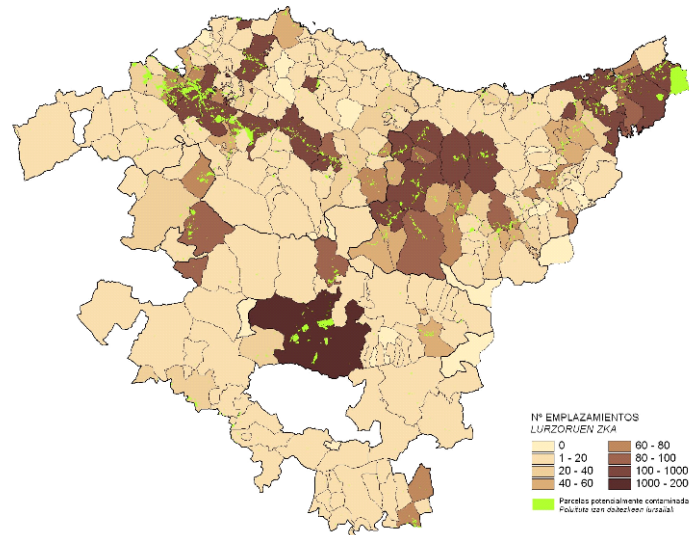 Nº EMPLAZAMIENTOS
LURZORUEN ZKA
0
1 - 20
20 - 40
40 - 60
60 - 80
80 - 100
100 - 1000
1000 - 200
Parcelas potencialmente contaminada
Poluituta izan daitezkeen lursailak